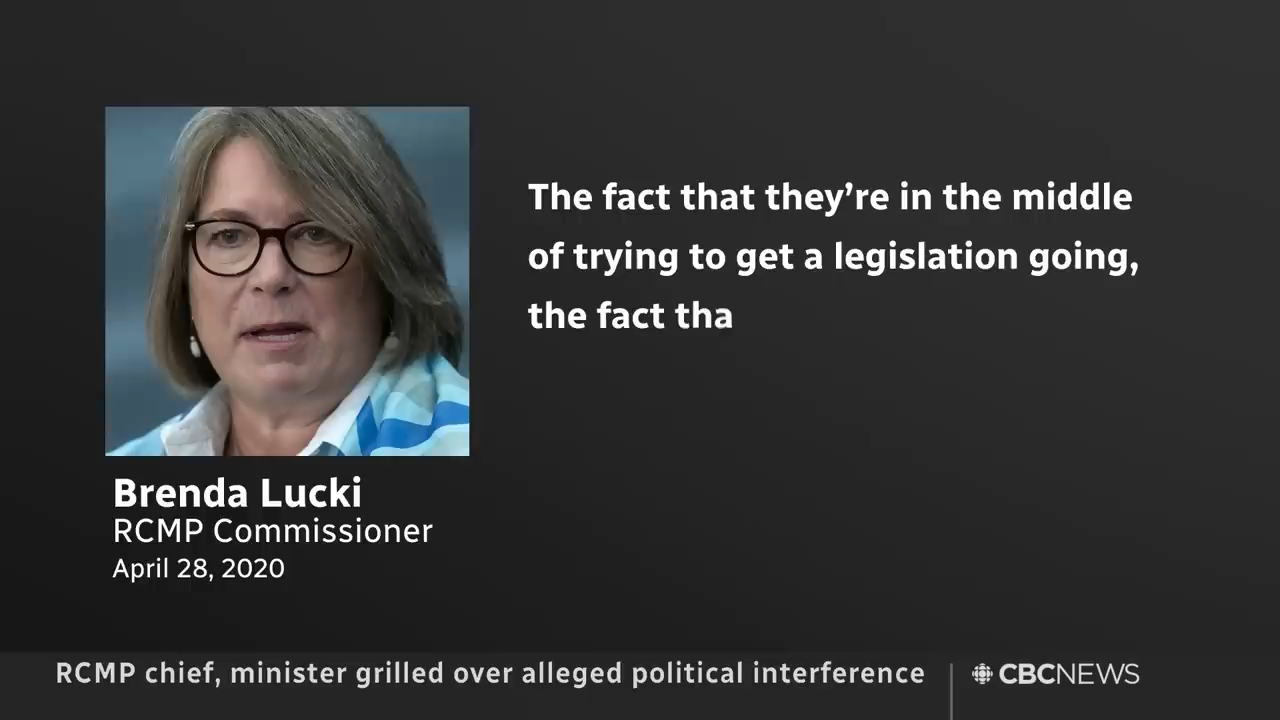 The fact that they’re in the middle
of trying to get a legislation going,
the fact tha
Brenda Lucki
RCMP Commissioner
April 28, 2020
RCMP chief, minister grilled over alleged political interference
CBCNEWS